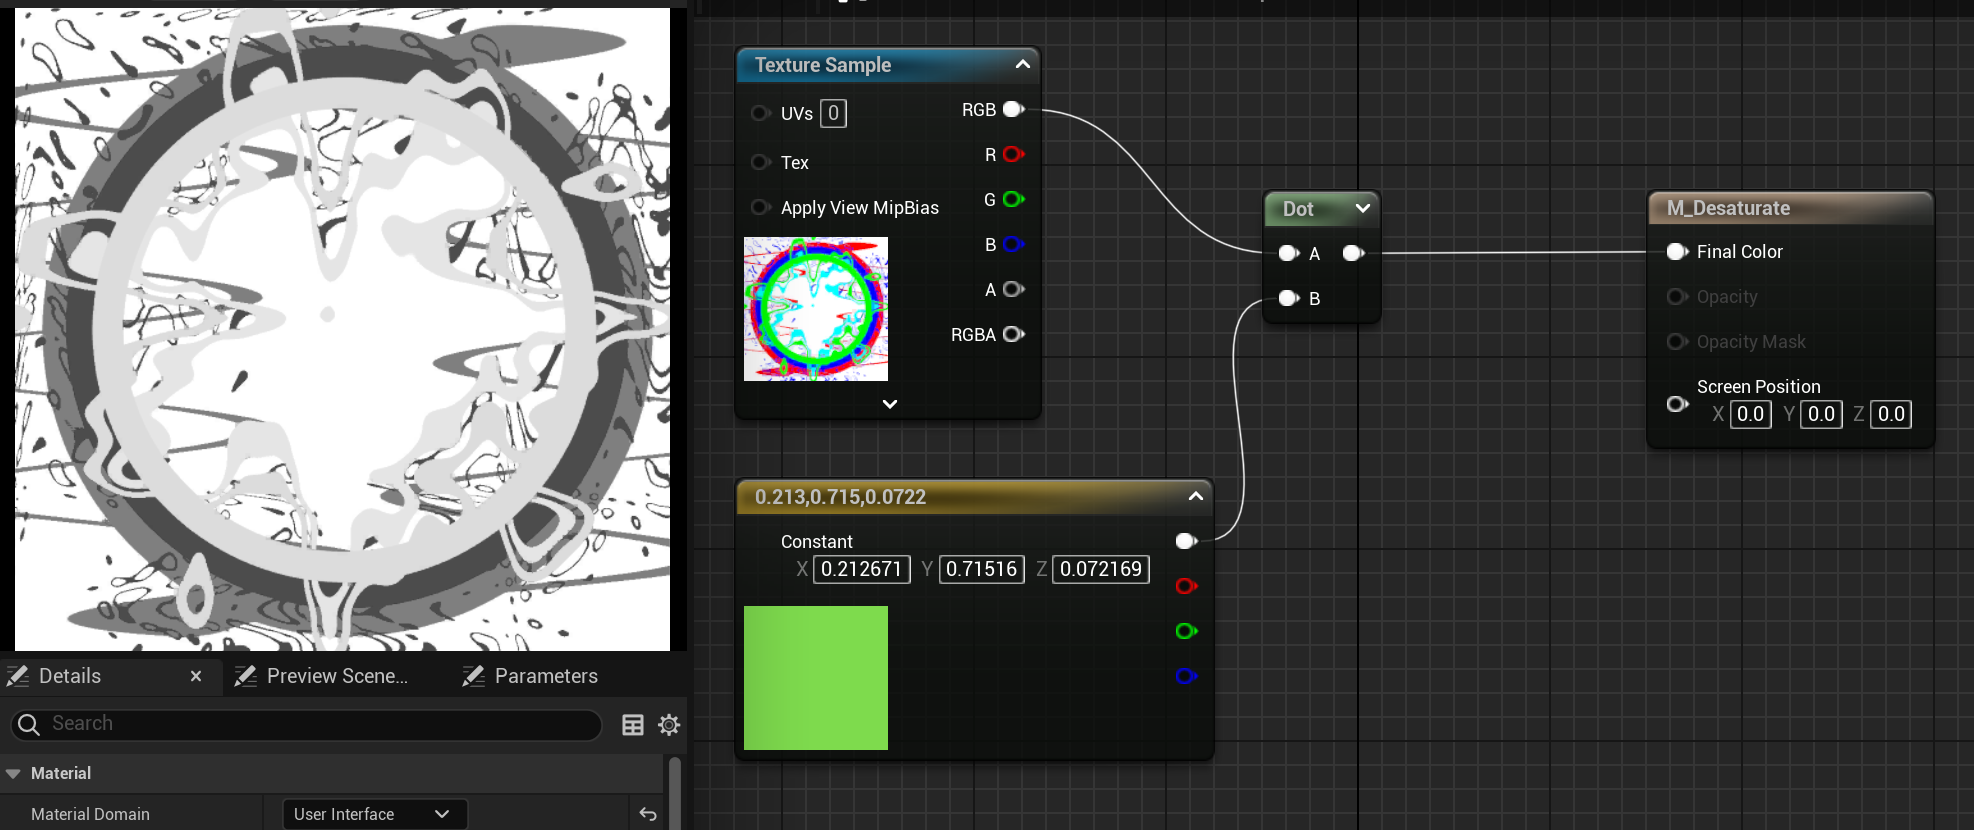 Texture Sample
UVs 0
RGB
R
Tex
G
Apply View MipBias
B
A
RGBA
Dot
A
B
M_Desaturate
Final Color
Opacity
Opacity Mask
Screen Position
X 0.0 Y 0.0 Z 0.0
0.213,0.715,0.0722
Constant
X 0.212671 Y 0.71516 Z 0.072169
Details
Preview Scene...
Parameters
Search
Material
Material Domain
User Interface